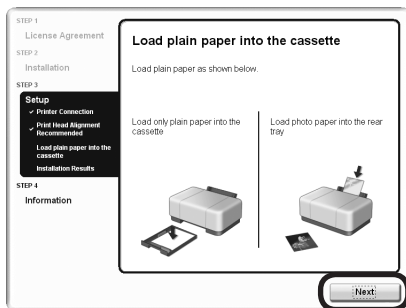 STEP 1
License Agreement
STEP 2
Installation
STEP 3
Setup
Printer Connection
Print Head Alignment
Recommended
Load plain paper into the
cassette
Installation Results
STEP 4
Information
Load plain paper into the cassette
Load plain paper as shown below.
Load only plain paper into the
cassette
Load photo paper into the rear
tray
Next